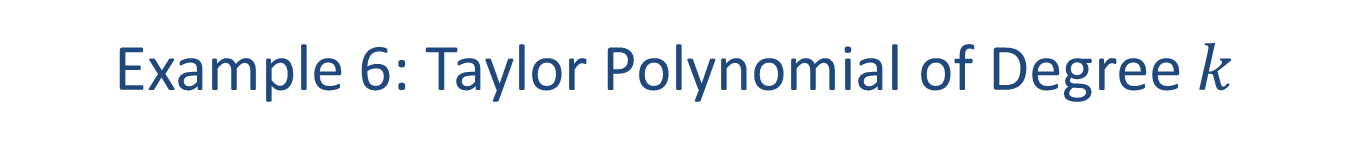 Example 6: Taylor Polynomial of Degree 𝑘